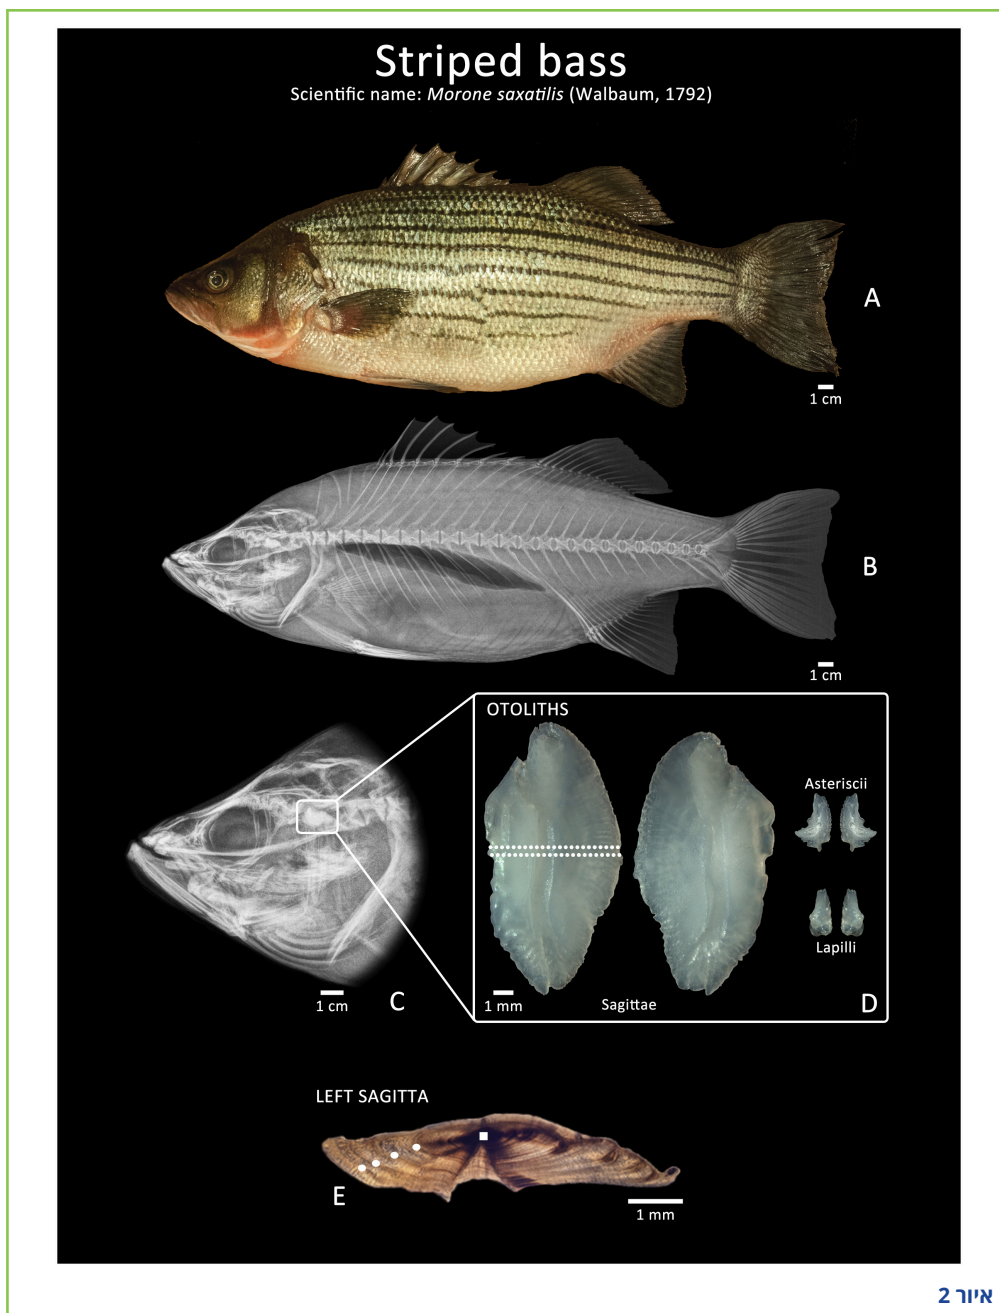 Striped bass
Scientific name: Morone saxatilis (Walbaum, 1792)
A
1 cm
B
1 cm
C
1 cm
OTOLITHS
Asteriscii
Lapilli
1 mm
Sagittae
D
LEFT SAGITTA
E
1 mm
איור 2